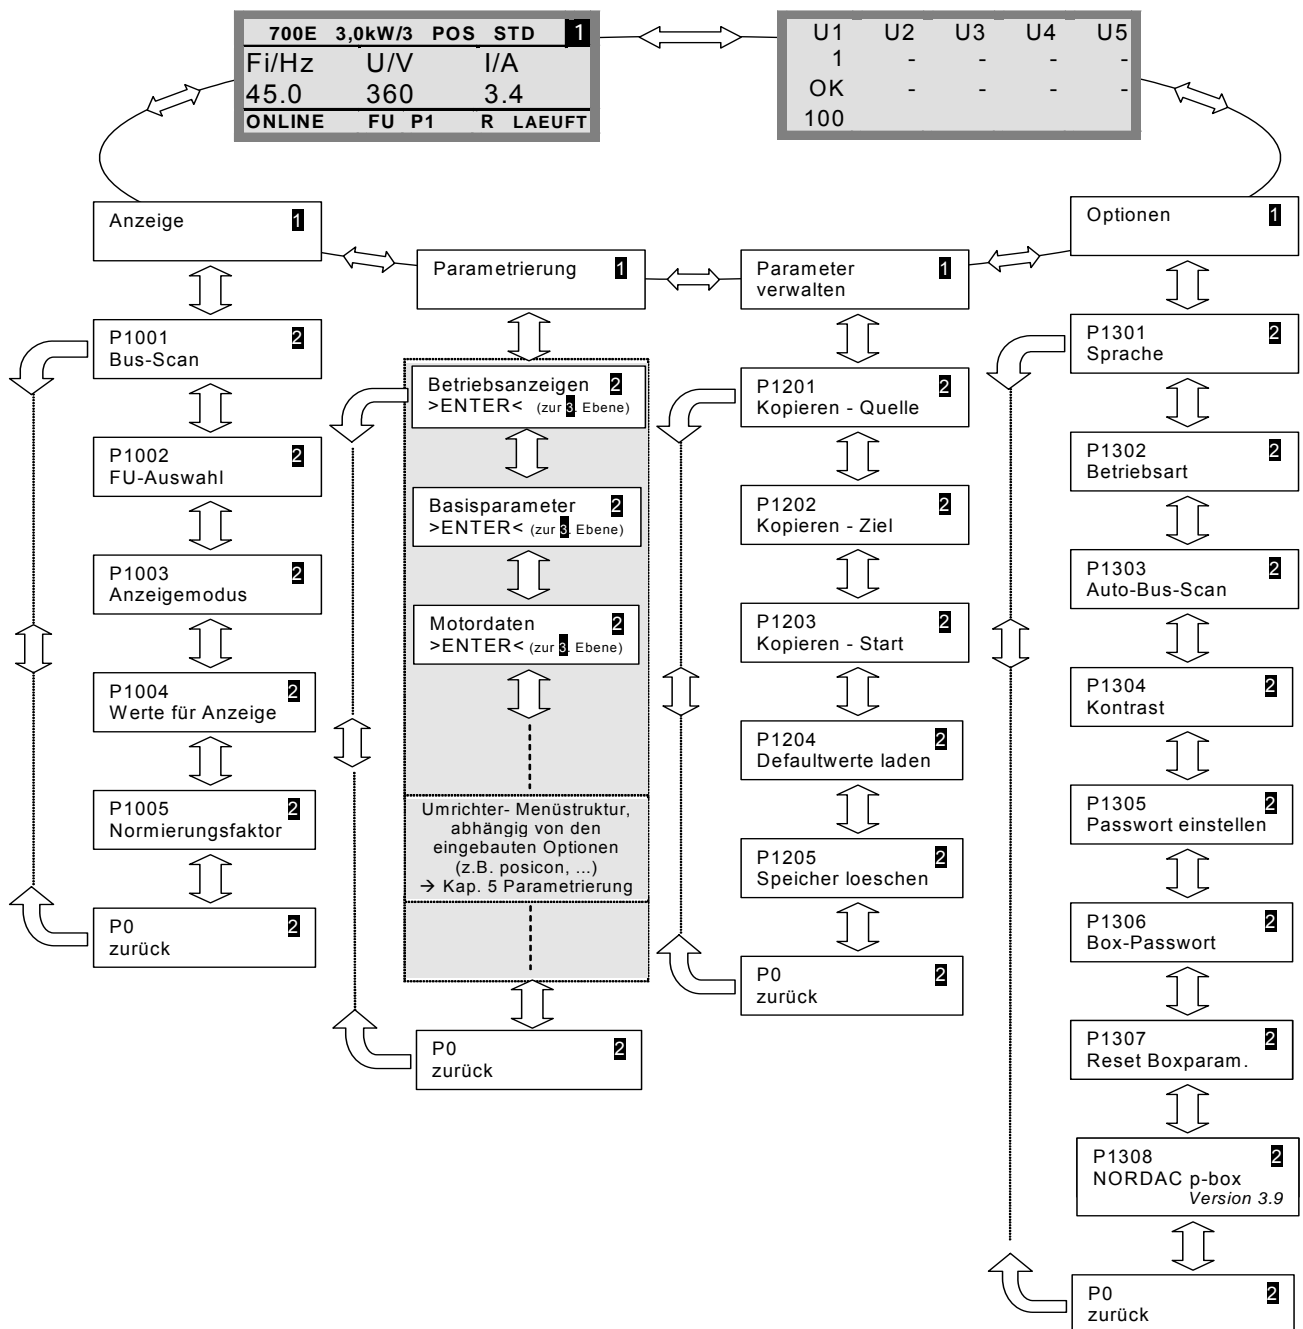 700E 3,0kW/3 POS STD 1
Fi/Hz U/V I/A
45.0 360 3.4
ONLINE FU P1 R LAEUFT
U1 U2 U3 U4 U5
1 - - - -
OK - - - -
100
Anzeige 1
P1001 2
Bus-Scan
P1002 2
FU-Auswahl
P1003 2
Anzeigemodus
P1004 2
Werte für Anzeige
P1005 2
Normierungsfaktor
P0 2
zurück
Parametrierung 1
Betriebsanzeigen 2
>ENTER< (zur 3. Ebene)
Basisparameter 2
>ENTER< (zur 3. Ebene)
Motordaten 2
>ENTER< (zur 3. Ebene)
Umrichter- Menüstruktur,
abhängig von den
eingebauten Optionen
(z.B. posicon, ...)
→ Kap. 5 Parametrierung
P0 2
zurück
Parameter 1
verwalten
P1201 2
Kopieren - Quelle
P1202 2
Kopieren - Ziel
P1203 2
Kopieren - Start
P1204 2
Defaultwerte laden
P1205 2
Speicher loeschen
P0 2
zurück
Optionen 1
P1301 2
Sprache
P1302 2
Betriebsart
P1303 2
Auto-Bus-Scan
P1304 2
Kontrast
P1305 2
Passwort einstellen
P1306 2
Box-Passwort
P1307 2
Reset Boxparam.
P1308 2
NORDAC p-box
Version 3.9
P0 2
zurück